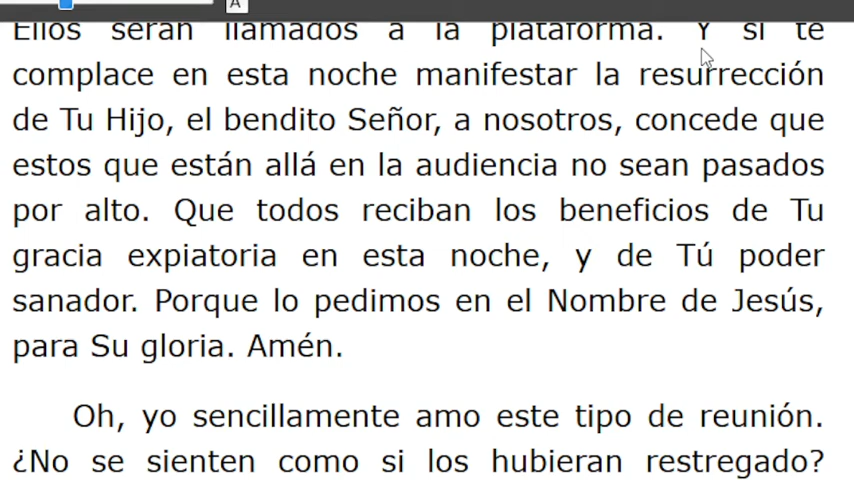 A
Ellos serán llamados a la plataforma. Y si te
complace en esta noche manifestar la resurrección
de Tu Hijo, el bendito Señor, a nosotros, concede que
estos que están allá en la audiencia no sean pasados
por alto. Que todos reciban los beneficios de Tu
gracia expiatoria en esta noche, y de Tú poder
sanador. Porque lo pedimos en el Nombre de Jesús,
para Su gloria. Amén.
Oh, yo sencillamente amo este tipo de reunión.
¿No se sienten como si los hubieran restregado?